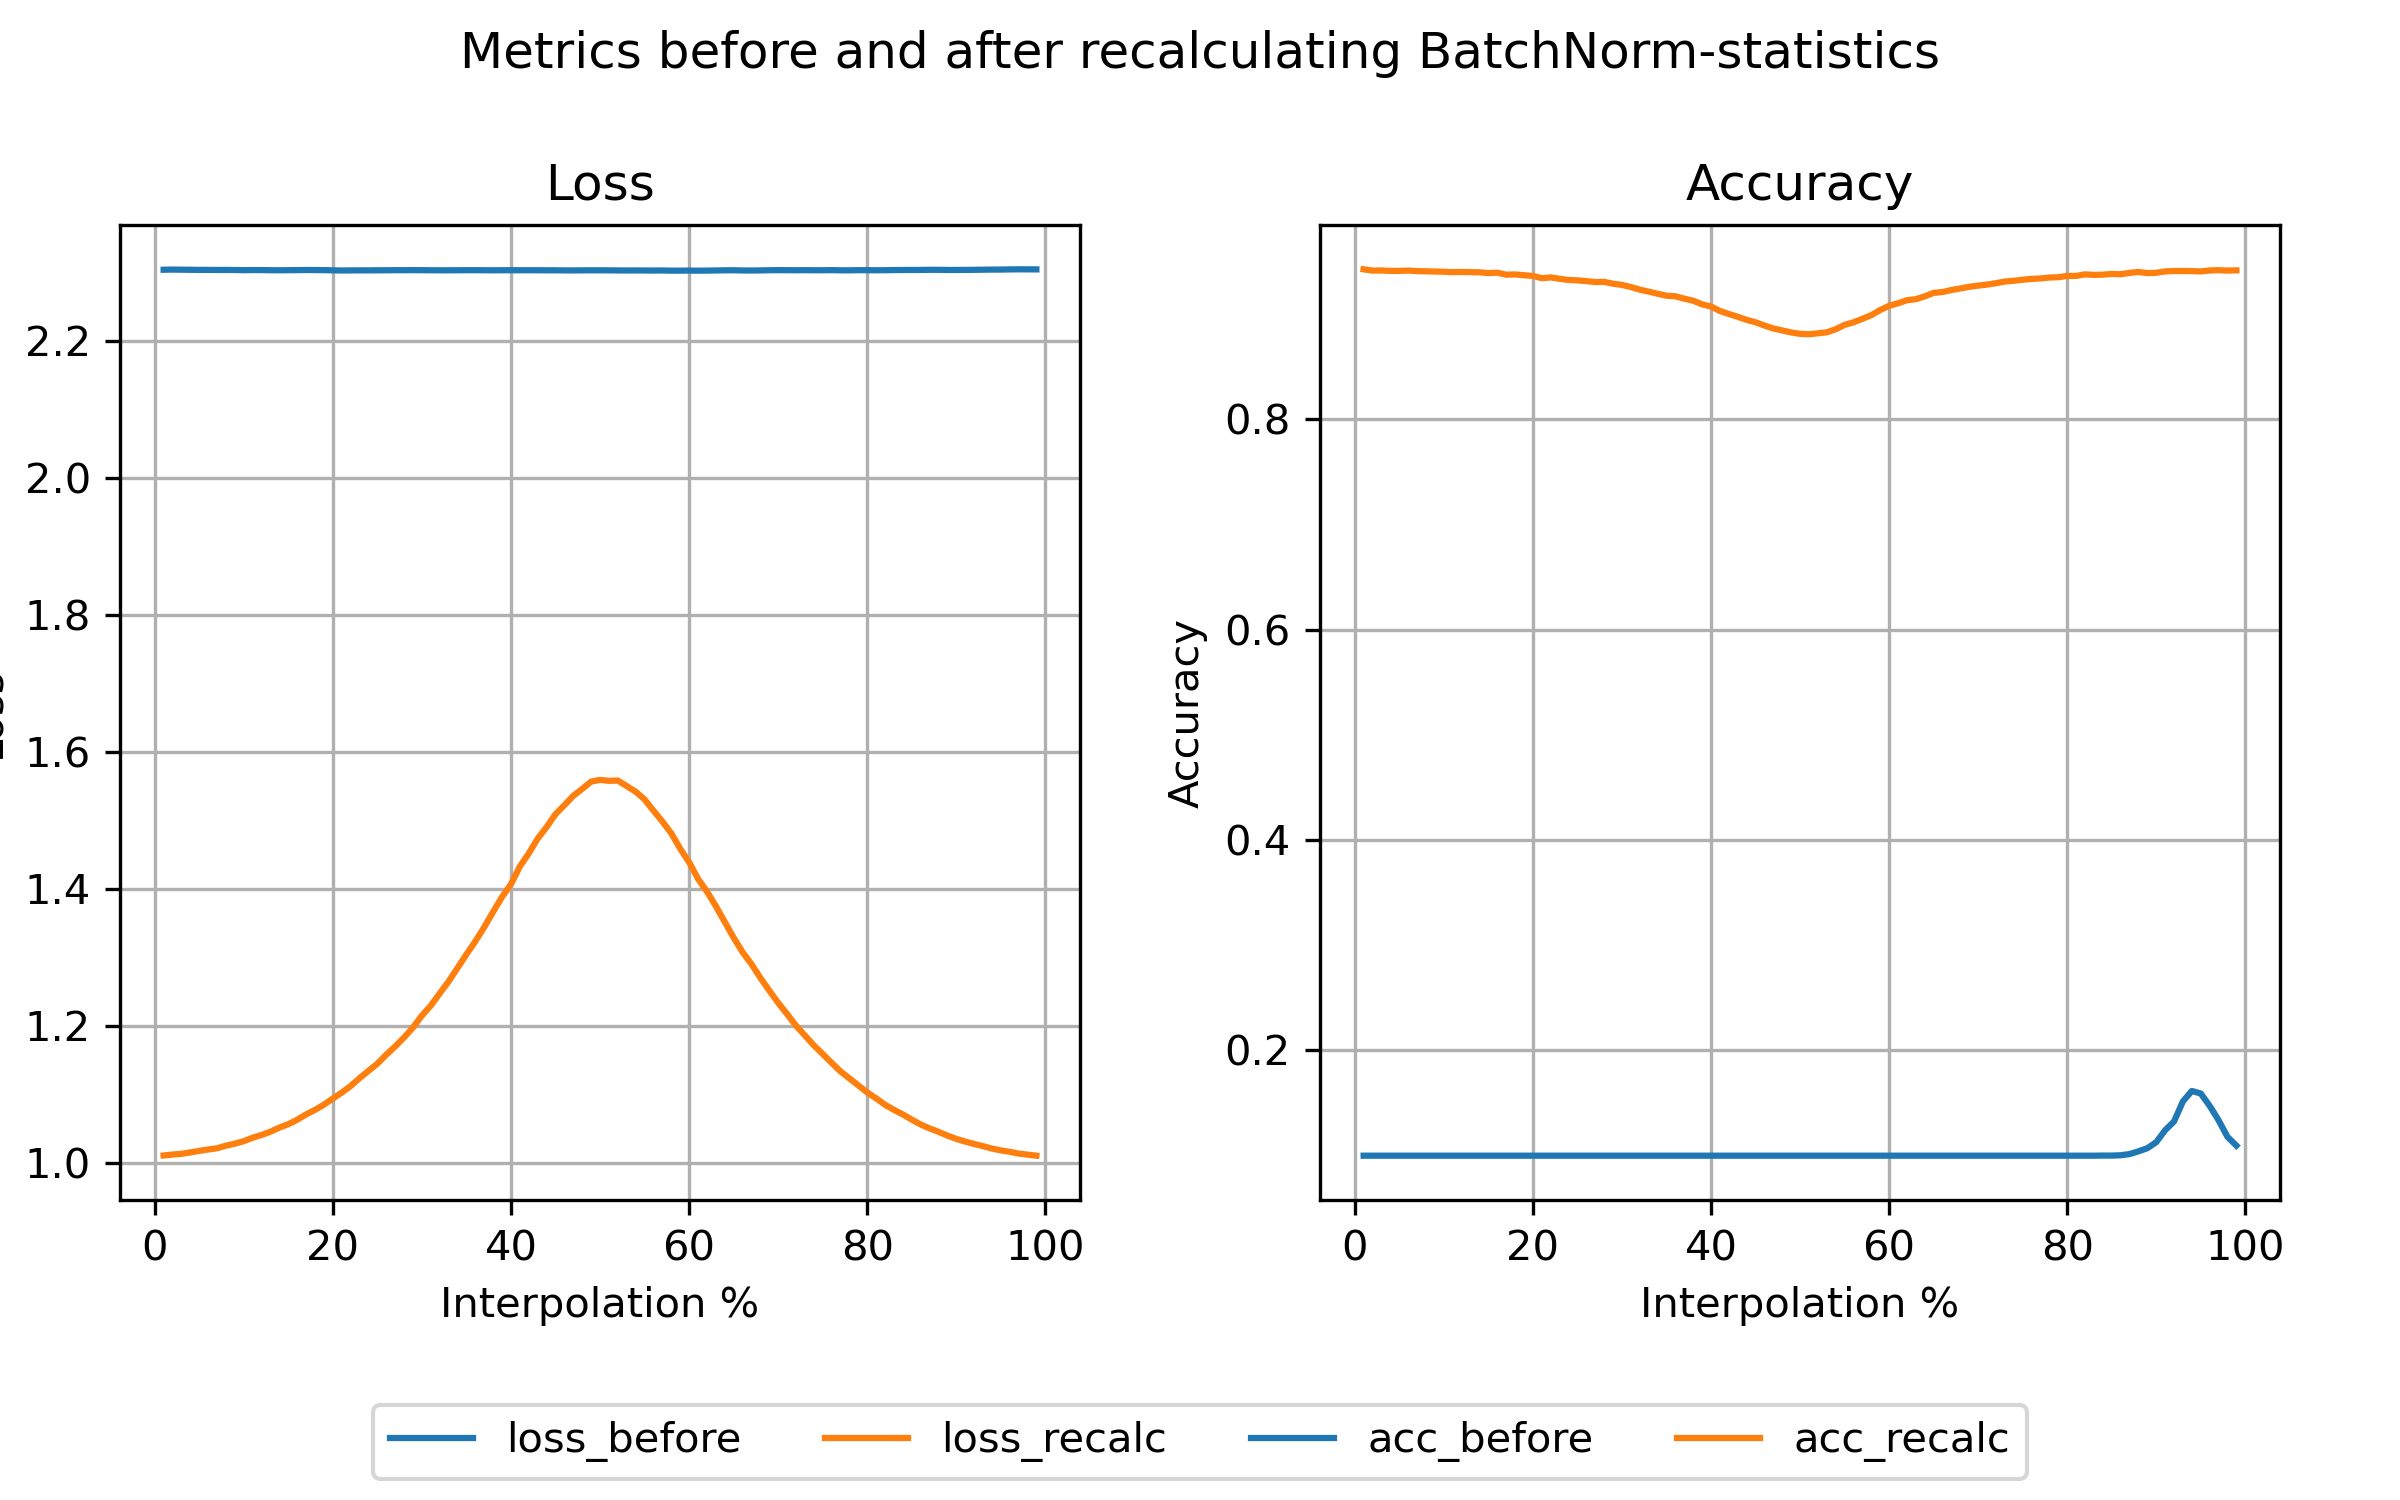 Metrics before and after recalculating BatchNorm-statistics
Loss
2.2
2.0
1.8
1.6
1.4
1.2
1.0
0 20 40 60 80 100
Interpolation %
Accuracy
Accuracy
0.8
0.6
0.4
0.2
0 20 40 60 80 100
Interpolation %
loss_before loss_recalc acc_before acc_recalc